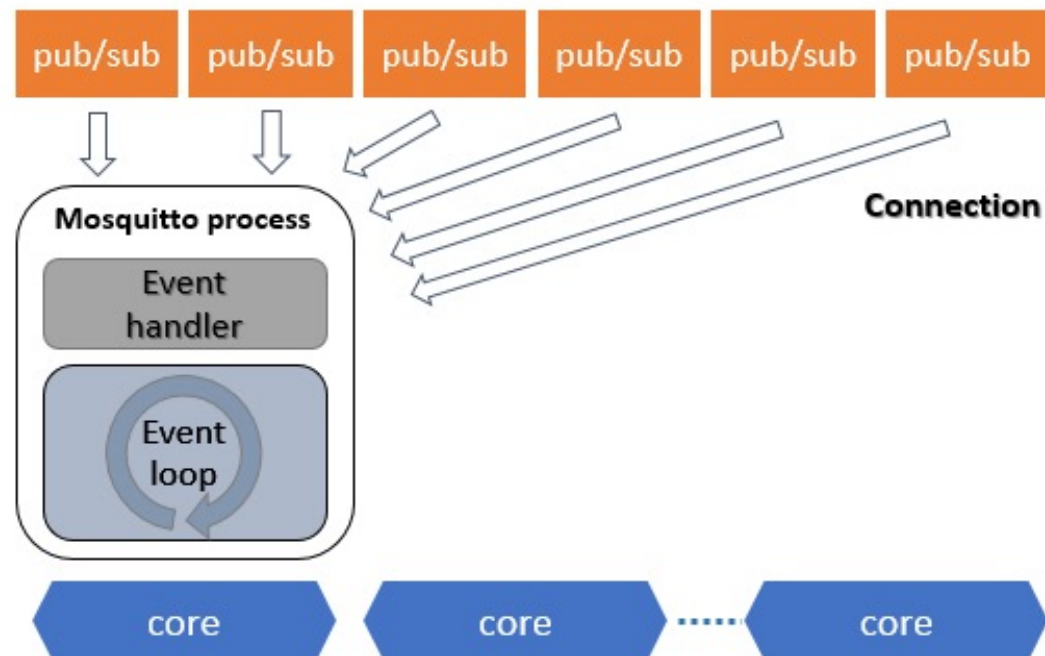 pub/sub pub/sub pub/sub pub/sub pub/sub pub/sub
Mosquitto process
Connection
Event
handler
Event
loop
core core core